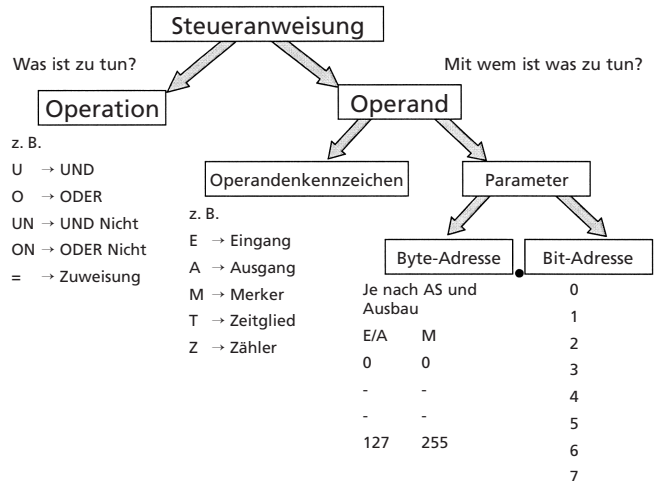 Steueranweisung
Was ist zu tun?
Mit wem ist was zu tun?
Operation
Operand
z. B.
U → UND
O → ODER
UN → UND Nicht
ON → ODER Nicht
= → Zuweisung
Operandenkennzeichen
Parameter
z. B.
E → Eingang
A → Ausgang
M → Merker
T → Zeitglied
Z → Zähler
Byte-Adresse . Bit-Adresse
Je nach AS und
Ausbau
E/A M
0 0
- -
- -
127 255
0
1
2
3
4
5
6
7